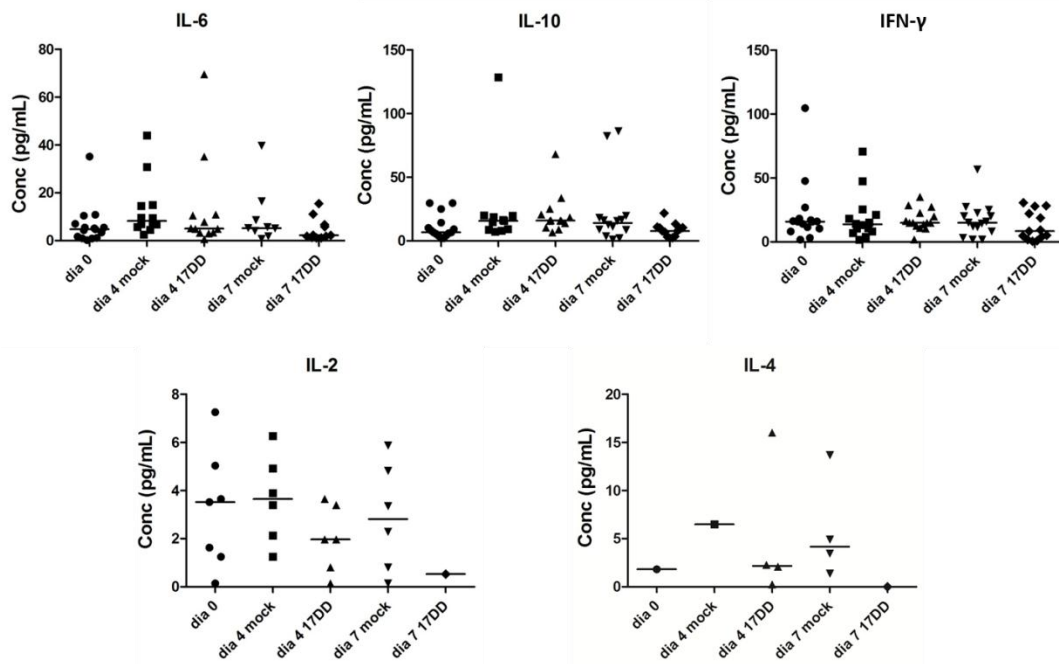 IL-6
Conc (pg/mL)
80
60
40
20
0
dia 0
dia 4 mock
dia 4 17DD
dia 7 mock
dia 7 17DD
IL-10
Conc (pg/mL)
150
100
50
0
dia 0
dia 4 mock
dia 4 17DD
dia 7 mock
dia 7 17DD
IFN-γ
Conc (pg/mL)
150
100
50
0
dia 0
dia 4 mock
dia 4 17DD
dia 7 mock
dia 7 17DD
IL-2
Conc (pg/mL)
8
6
4
2
0
dia 0
dia 4 mock
dia 4 17DD
dia 7 mock
dia 7 17DD
IL-4
Conc (pg/mL)
20
15
10
5
0
dia 0
dia 4 mock
dia 4 17DD
dia 7 mock
dia 7 17DD